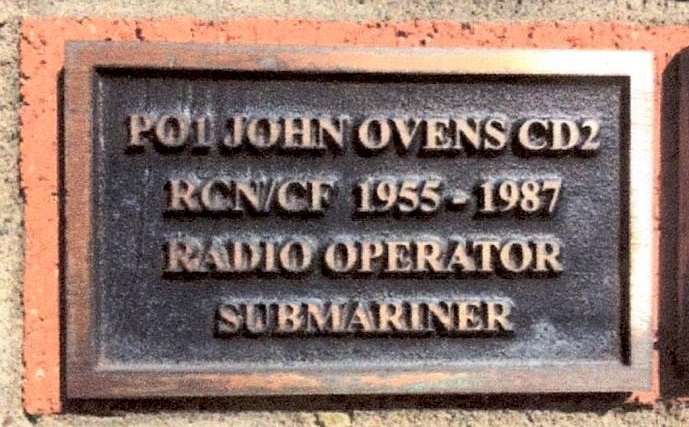 PO1 JOHN OVENS CD2
RCN/CF 1955 - 1987
RADIO OPERATOR
SUBMARINER